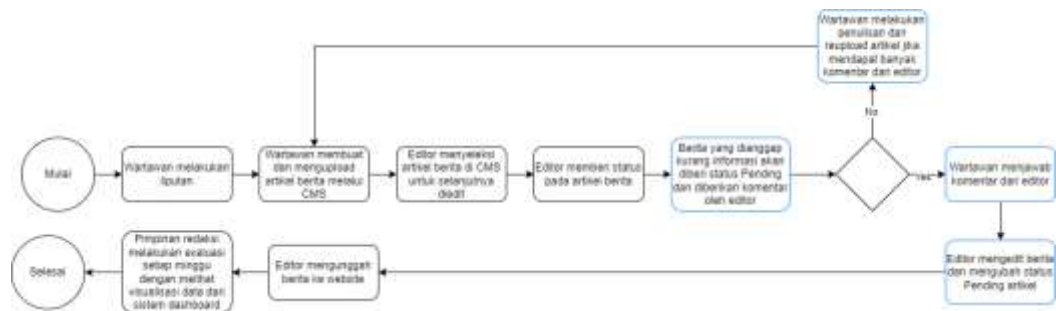 Mulai
Wartawan melakukan
liputan
Wartawan membuat
dan mengupload
artikel berita melalui
CMS
Editor menyeleksi
artikel berita di CMS
untuk selanjutnya
diedit
Editor memberi status
pada artikel berita
Berita yang dianggap
kurang informasi akan
diberi status Pending
dan diberikan komentar
oleh editor
No
Wartawan melakukan
penulisan dan
reupload artikel jika
mendapat banyak
komentar dari editor
yes
Wartawan menjawab
komentar dari editor
Editor mengedit berita
dan mengubah status
Pending artikel
Editor mengunggah
berita ke website
Pimpinan redaksi
melakukan evaluasi
setiap minggu
dengan melihat
visualisasi data dari
sistem dashboard
Selesai